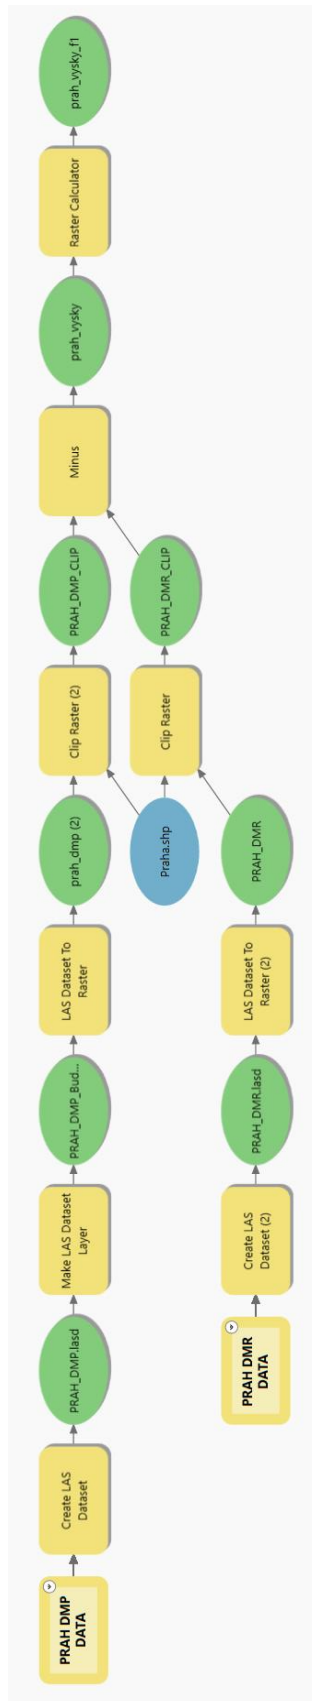 PRAH DMP
DATA
Create LAS
Dataset
PRAH_DMP.lasd
Make LAS Dataset
Layer
PRAH_DMP_Bud...
LAS Dataset To
Raster
prah_dmp (2)
Clip Raster (2)
PRAH_DMP_CLIP
Minus
prah_vysky
Raster Calculator
prah_vysky_f1
Praha.shp
Clip Raster
PRAH_DMR_CLIP
PRAH DMR
DATA
Create LAS
Dataset (2)
PRAH_DMR.lasd
LAS Dataset To
Raster (2)
PRAH_DMR